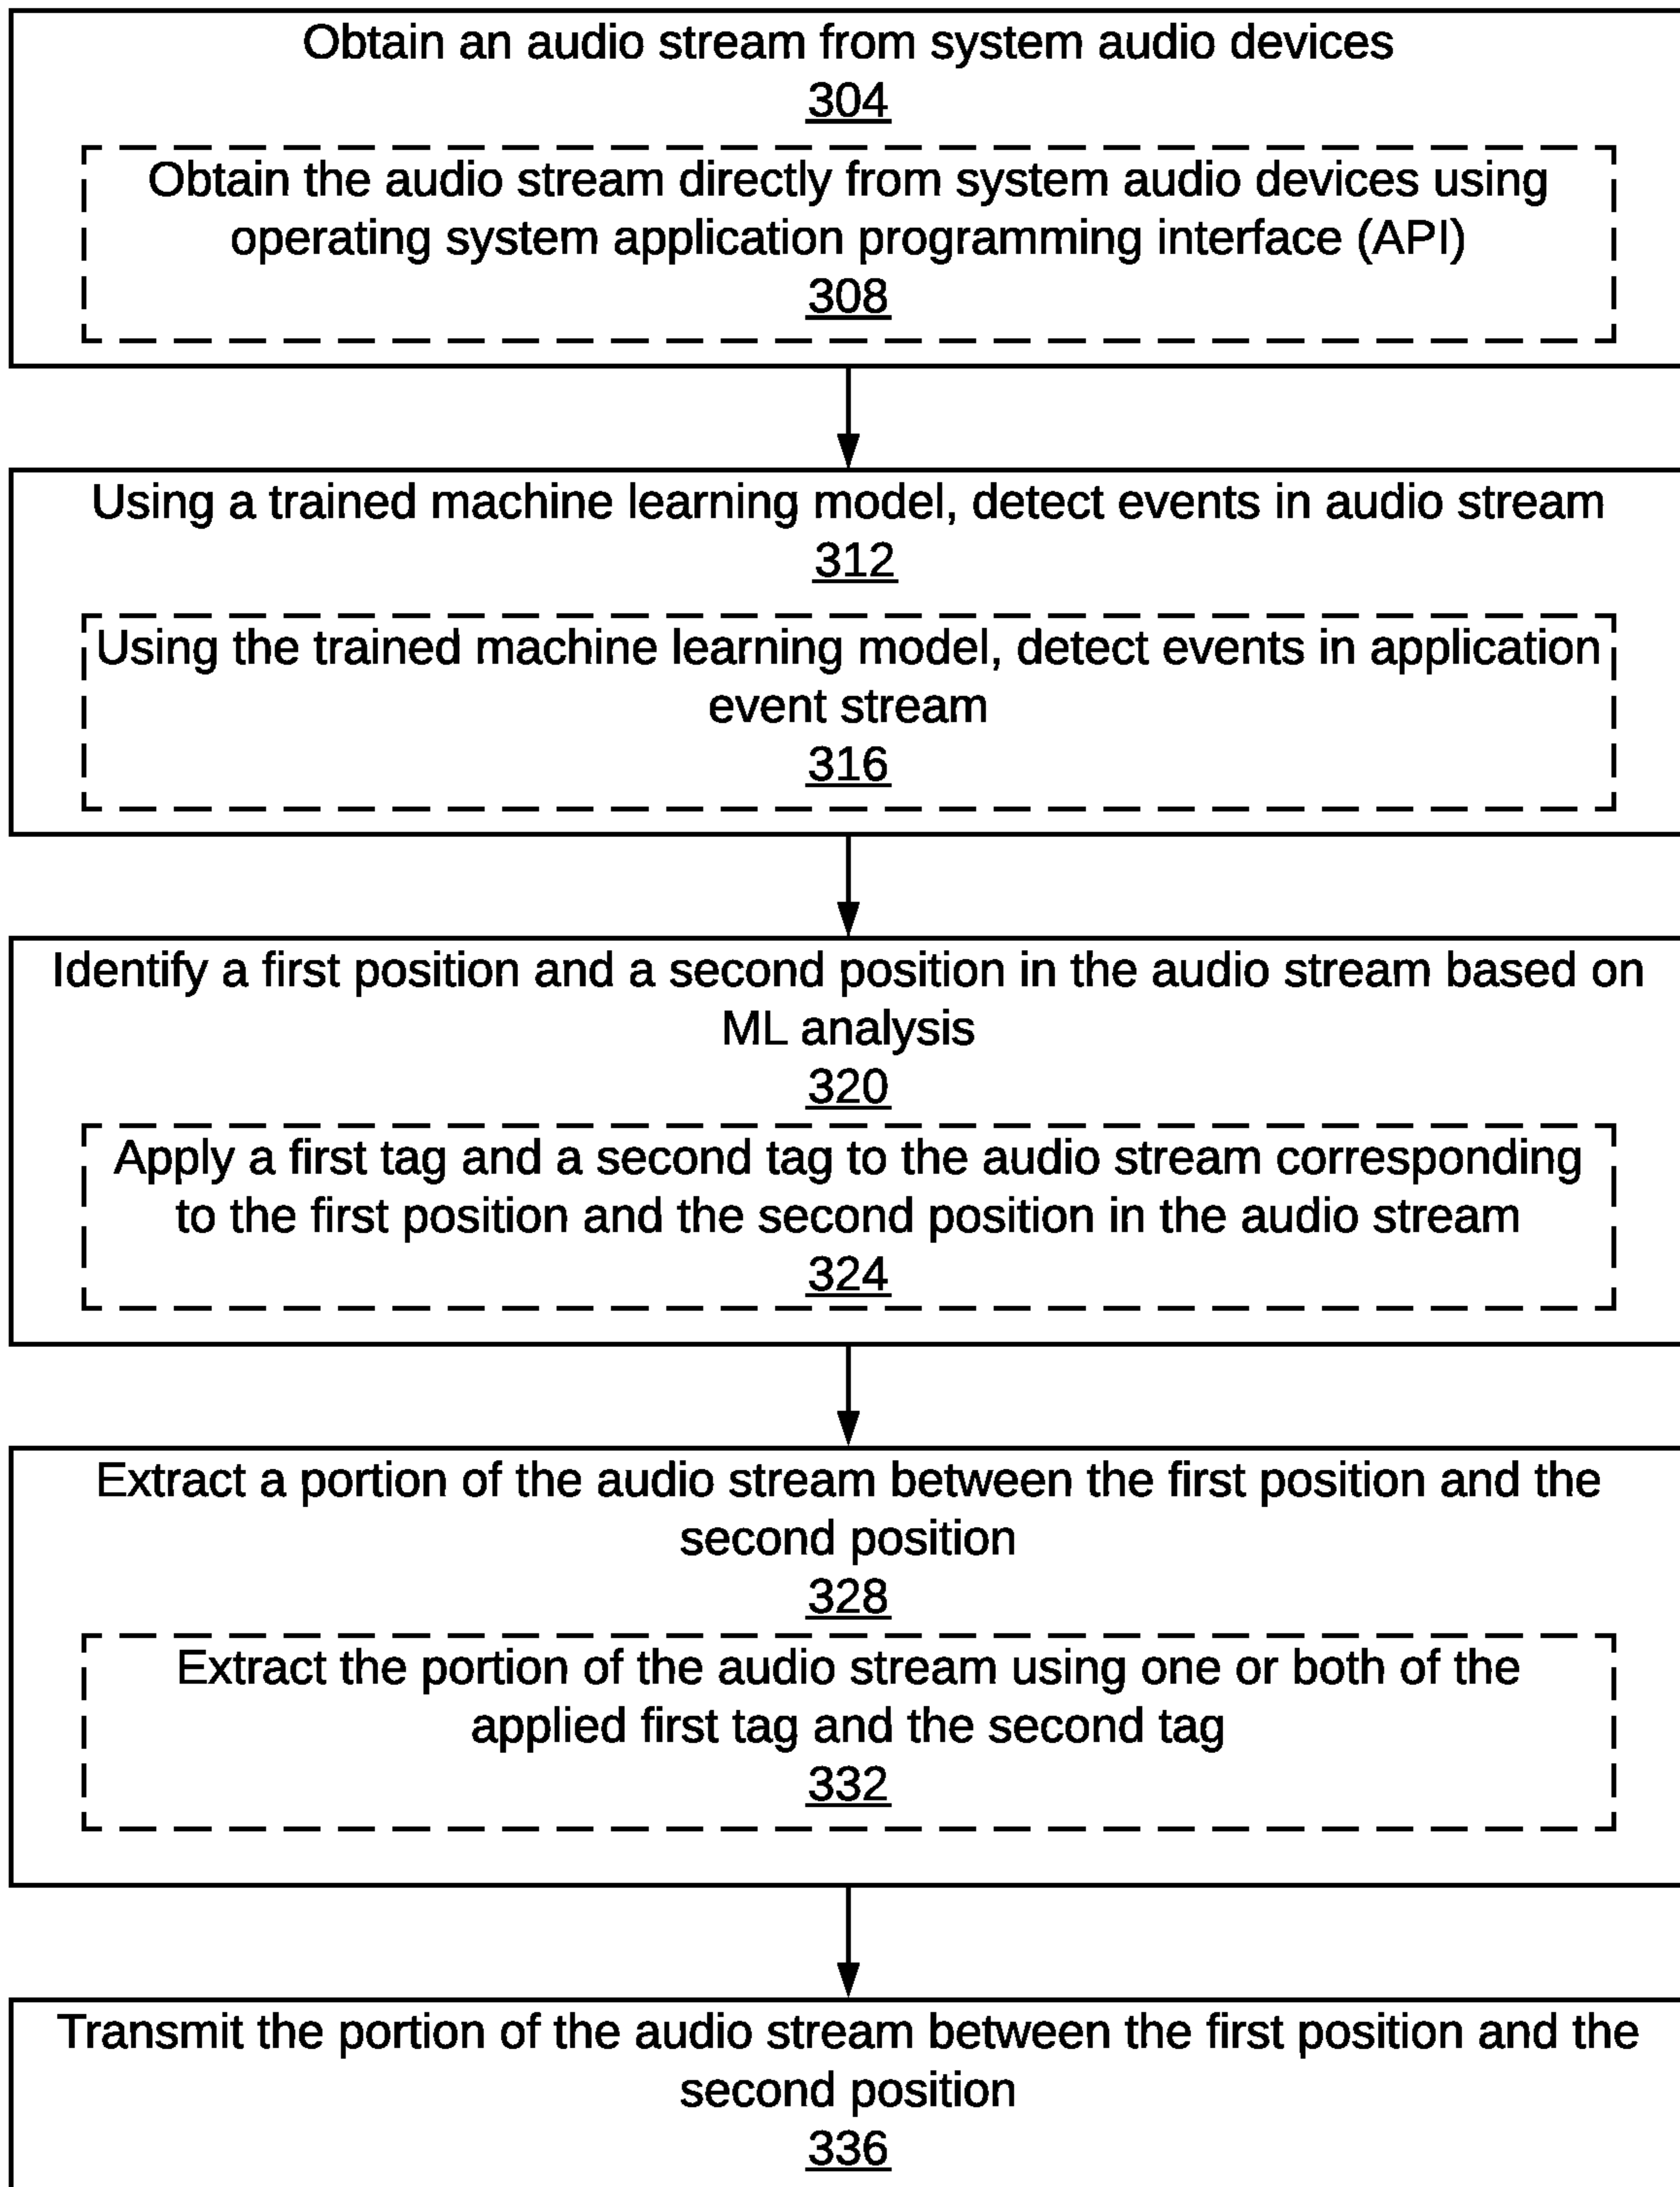 Obtain an audio stream from system audio devices
304
Obtain the audio stream directly from system audio devices using
operating system application programming interface (API)
308
Using a trained machine learning model, detect events in audio stream
312
Using the trained machine learning model, detect events in application
event stream
316
Identify a first position and a second position in the audio stream based on
ML analysis
320
Apply a first tag and a second tag to the audio stream corresponding
to the first position and the second position in the audio stream
324
Extract a portion of the audio stream between the first position and the
second position
328
Extract the portion of the audio stream using one or both of the
applied first tag and the second tag
332
Transmit the portion of the audio stream between the first position and the
second position
336